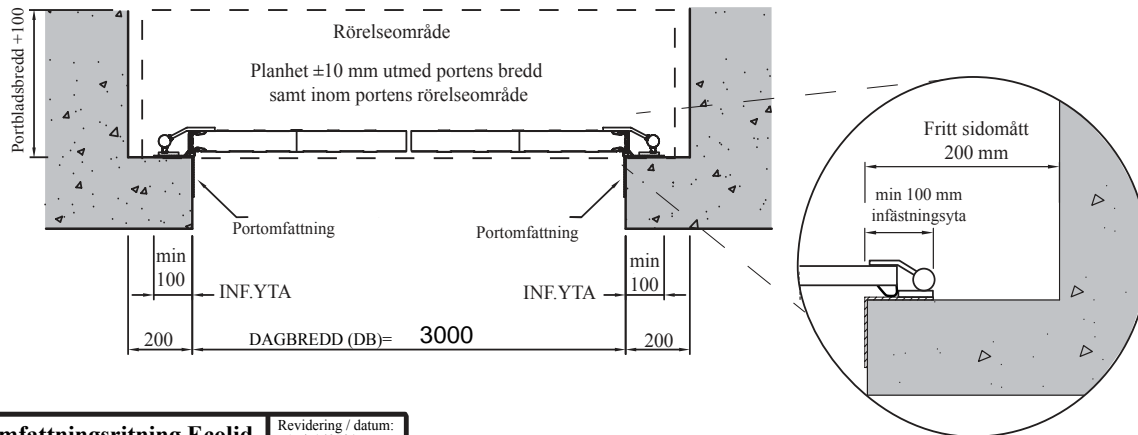 Portbladsbredd +100
Rörelseområde
Planhet ±10 mm utmed portens bredd
samt inom portens rörelseområde
Fritt sidomått
200 mm
min 100 mm
infästningsyta
Portomfattning
Portomfattning
min
100
INF.YTA
INF.YTA
min
100
200
DAGBREDD (DB)= 3000
200
Revidering / datum: